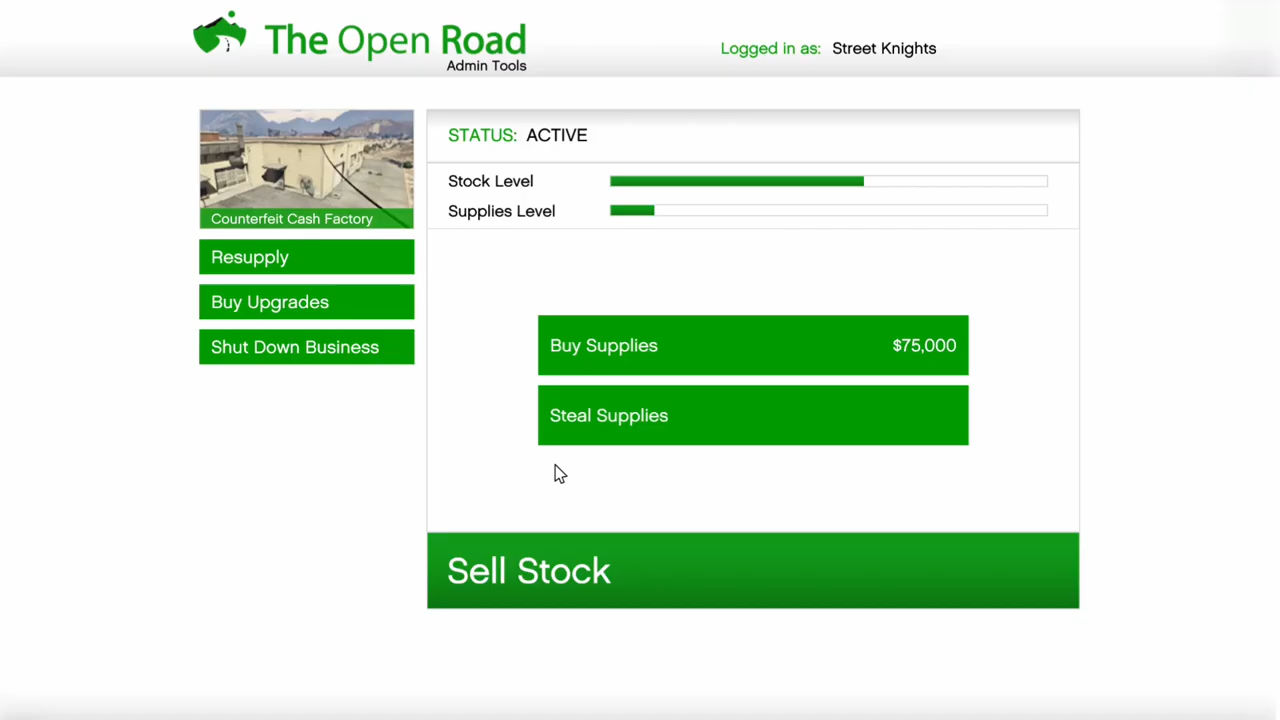 The Open Road
Admin Tools
Logged in as: Street Knights
Counterfeit Cash Factory
Resupply
Buy Upgrades
Shut Down Business
STATUS: ACTIVE
Stock Level
Supplies Level
Buy Supplies $75,000
Steal Supplies
Sell Stock